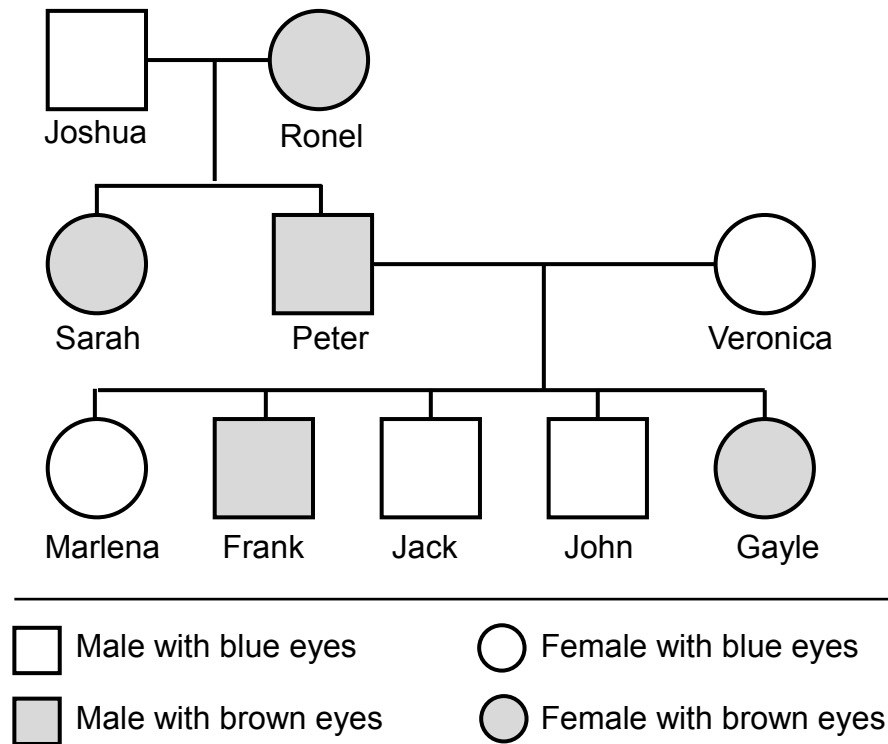 Joshua Ronel
Sarah Peter Veronica
Marlena Frank Jack John Gayle
Male with blue eyes Female with blue eyes
Male with brown eyes Female with brown eyes